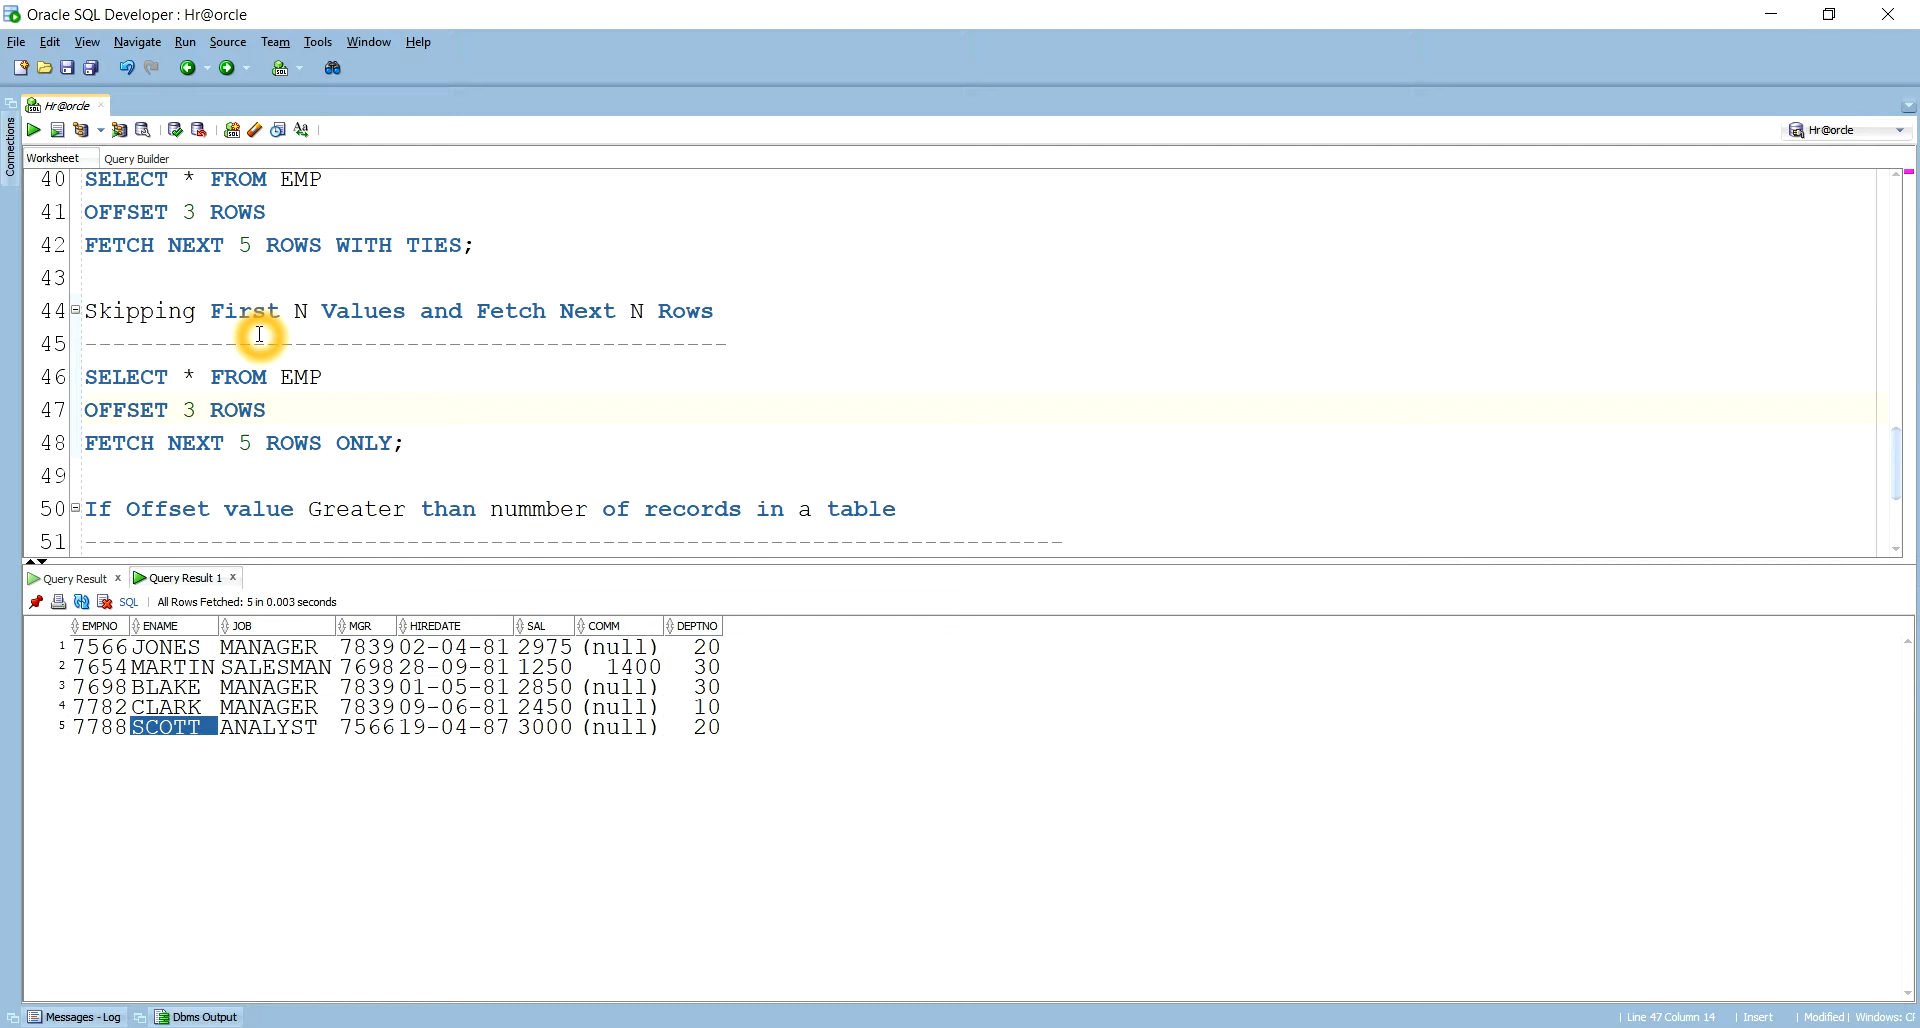 Oracle SQL Developer : Hr@orcle
File Edit View Navigate Run Source Team Tools Window Help
Connections
Hr@orcle
Hr@orcle
Worksheet Query Builder
40 SELECT * FROM EMP
41 OFFSET 3 ROWS
42 FETCH NEXT 5 ROWS WITH TIES;
43
44 Skipping First N Values and Fetch Next N Rows
45 ----------------------------------------------
46 SELECT * FROM EMP
47 OFFSET 3 ROWS
48 FETCH NEXT 5 ROWS ONLY;
49
50 If Offset value Greater than nummber of records in a table
51 ----------------------------------------------------------------------
Query Result Query Result 1
SQL All Rows Fetched: 5 in 0.003 seconds
EMPNO ENAME JOB MGR HIREDATE SAL COMM DEPTNO
1 7566 JONES MANAGER 7839 02-04-81 2975 (null) 20
2 7654 MARTIN SALESMAN 7698 28-09-81 1250 1400 30
3 7698 BLAKE MANAGER 7839 01-05-81 2850 (null) 30
4 7782 CLARK MANAGER 7839 09-06-81 2450 (null) 10
5 7788 SCOTT ANALYST 7566 19-04-87 3000 (null) 20
Messages - Log Dbms Output
Line 47 Column 14 Insert Modified Windows: